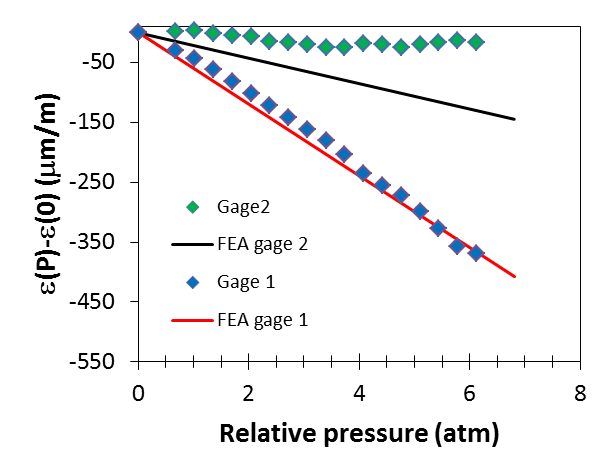 ε(P)-ε(0) (μm/m)
-50
-150
-250
-350
-450
-550
Gage2
FEA gage 2
Gage 1
FEA gage 1
0
2
4
6
8
Relative pressure (atm)